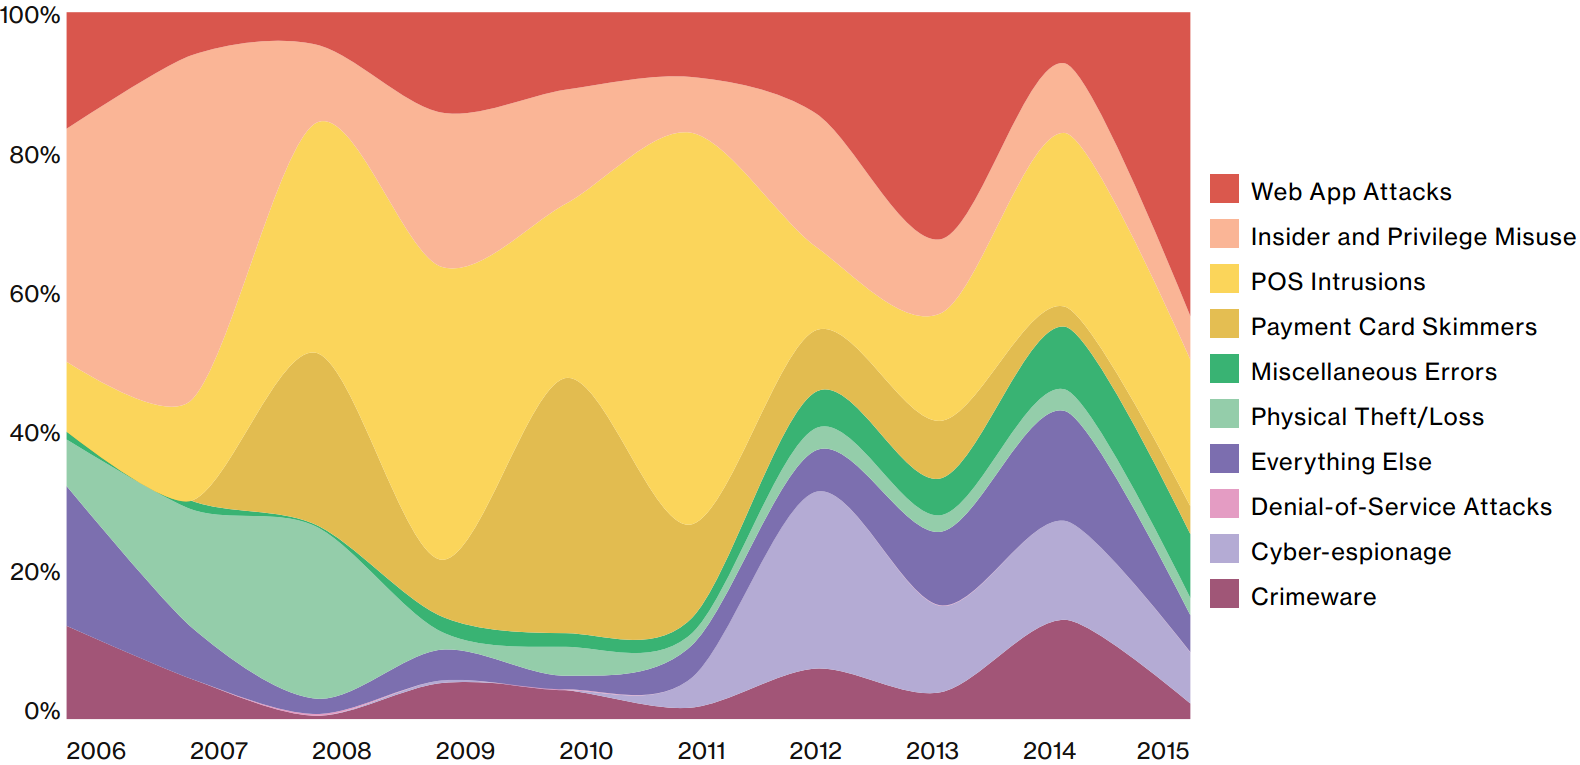 100%
80%
60%
40%
20%
0%
2006 2007 2008 2009 2010 2011 2012 2013 2014 2015
Web App Attacks
Insider and Privilege Misuse
POS Intrusions
Payment Card Skimmers
Miscellaneous Errors
Physical Theft/Loss
Everything Else
Denial-of-Service Attacks
Cyber-espionage
Crimeware